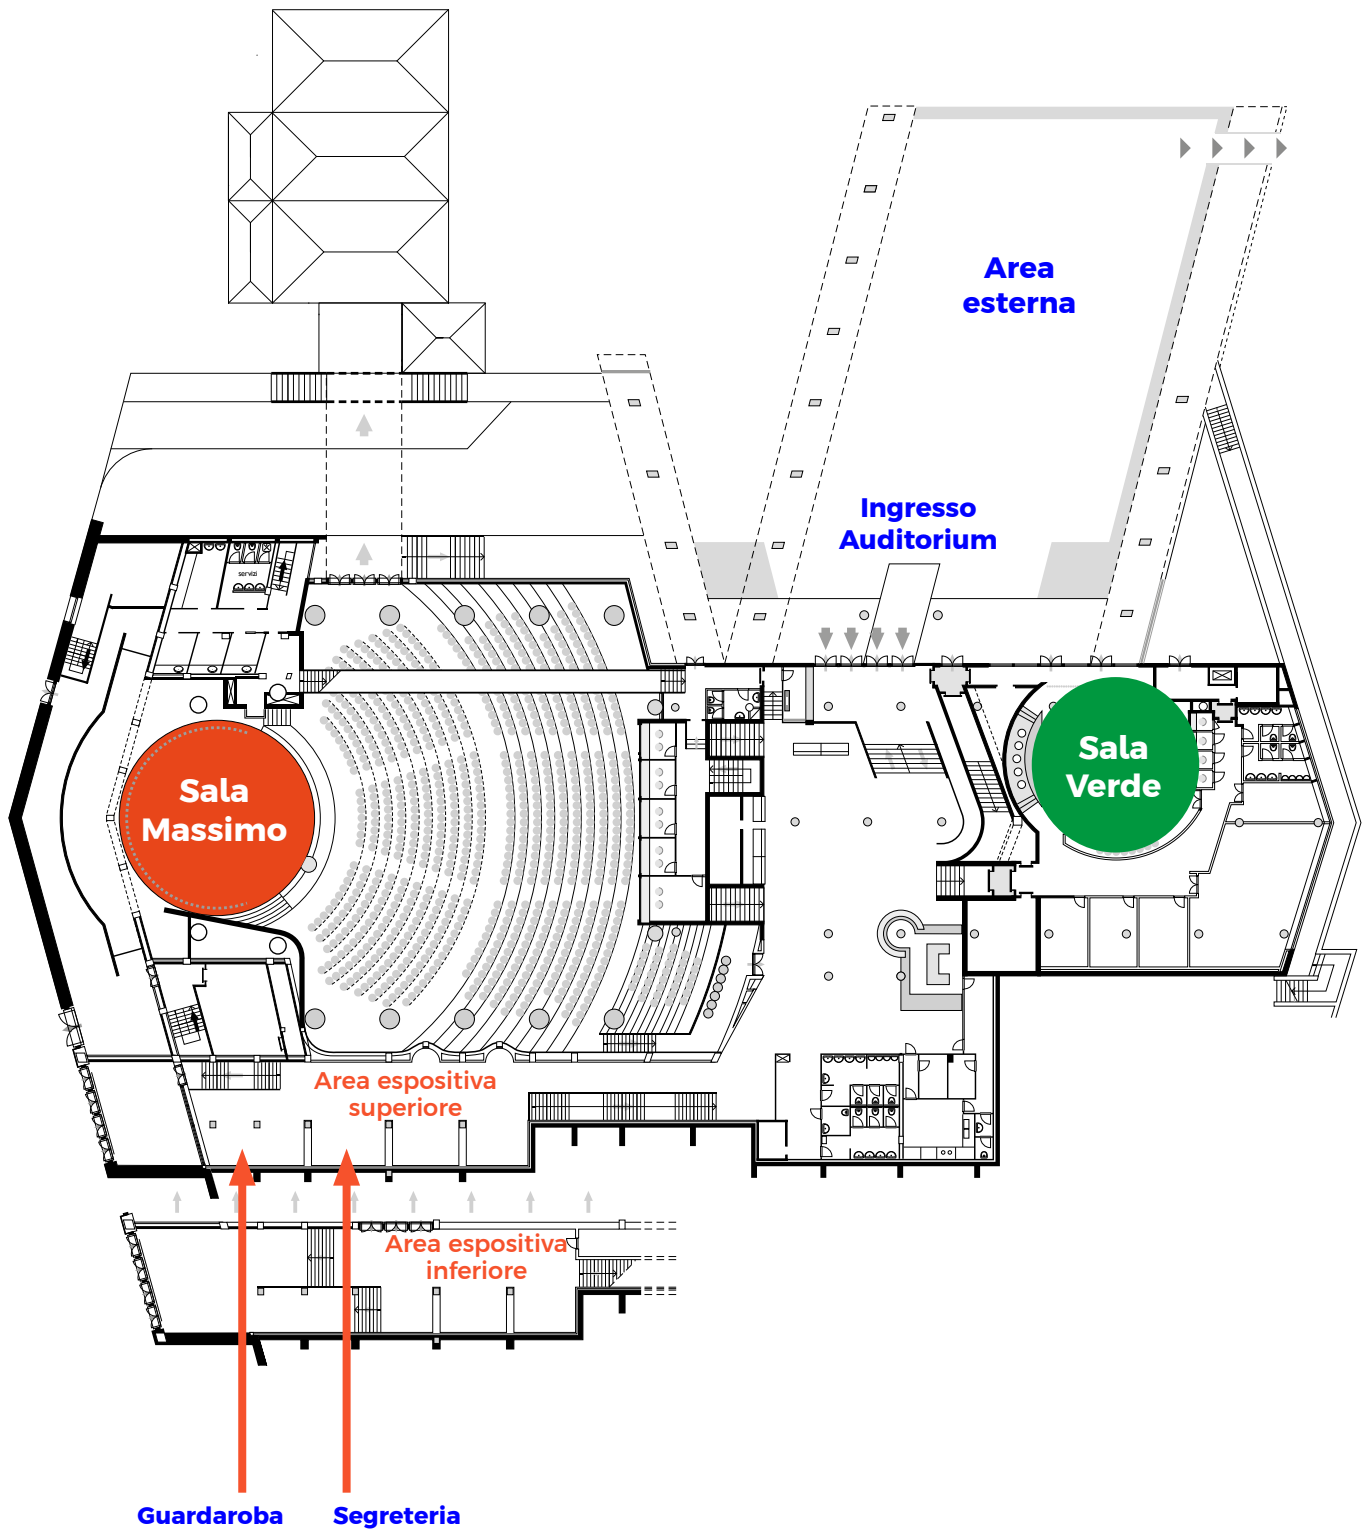 Area
esterna
Ingresso
Auditorium
servizi
Sala
Verde
Sala
Massimo
Area espositiva
superiore
Area espositiva
inferiore
Guardaroba
Segreteria